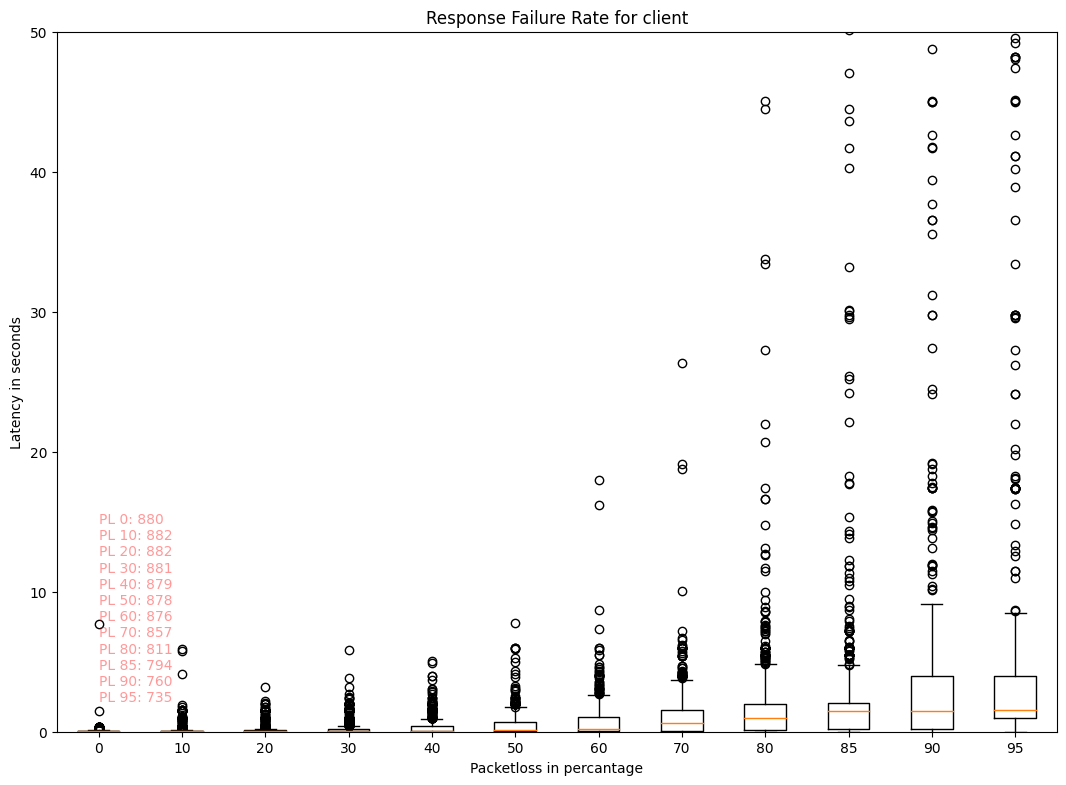 Response Failure Rate for client
50
40
30
20
10
0
Latency in seconds
PL 0: 880
PL 10: 882
PL 20: 882
PL 30: 881
PL 40: 879
PL 50: 878
PL 60: 876
PL 70: 857
PL 80: 811
PL 85: 794
PL 90: 760
PL 95: 735
0 10 20 30 40 50 60 70 80 85 90 95
Packetloss in percantage